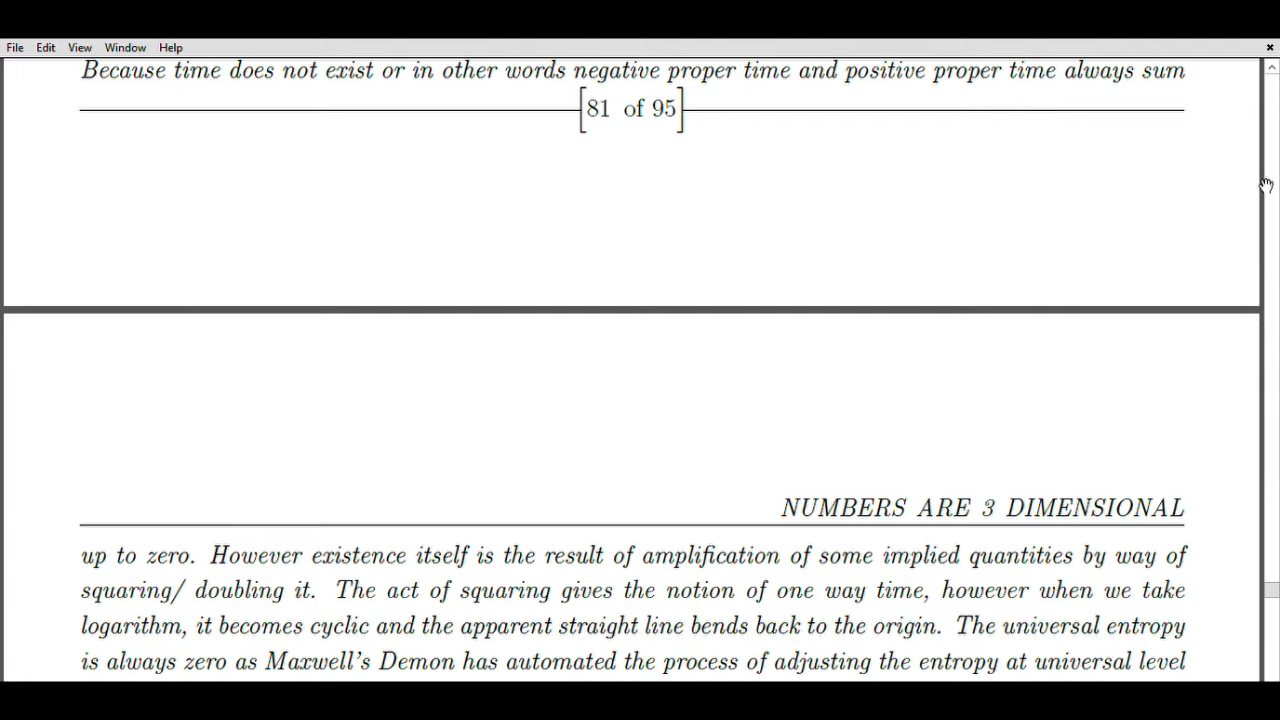 File Edit View Window Help
Because time does not exist or in other words negative proper time and positive proper time always sum
[81 of 95]
NUMBERS ARE 3 DIMENSIONAL
up to zero. However existence itself is the result of amplification of some implied quantities by way of
squaring/ doubling it. The act of squaring gives the notion of one way time, however when we take
logarithm, it becomes cyclic and the apparent straight line bends back to the origin. The universal entropy
is always zero as Maxwell's Demon has automated the process of adjusting the entropy at universal level